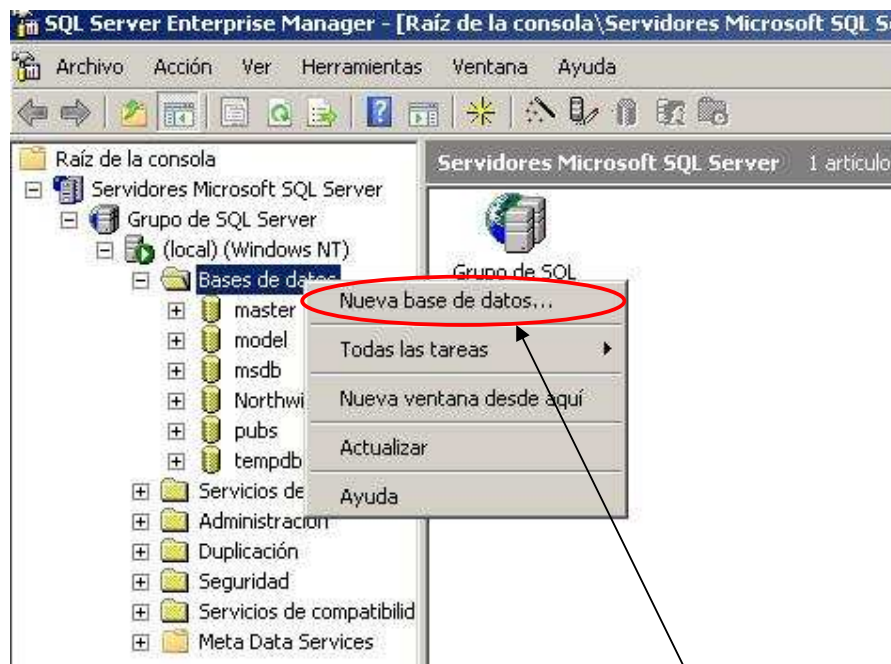 SQL Server Enterprise Manager - [Raíz de la consola\Servidores Microsoft SQL S
Archivo Acción Ver Herramientas Ventana Ayuda
Raíz de la consola
Servidores Microsoft SQL Server
Grupo de SQL Server
(local) (Windows NT)
Bases de datos
master
model
msdb
Northwi
pubs
tempdb
Servicios de
Administración
Duplicación
Seguridad
Servicios de compatibilid
Meta Data Services
Servidores Microsoft SQL Server 1 artículo
Grupo de SQL
Nueva base de datos...
Todas las tareas
Nueva ventana desde aquí
Actualizar
Ayuda